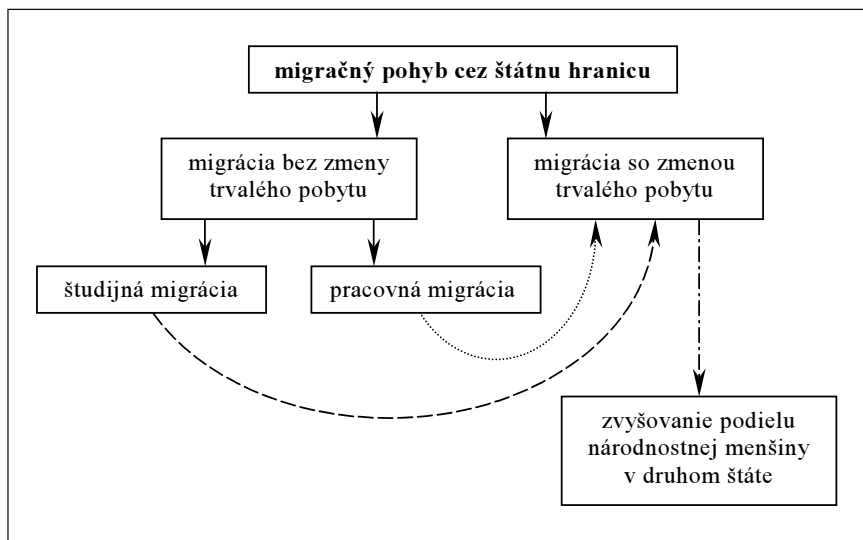 migračný pohyb cez štátnu hranicu
migrácia bez zmeny
trvalého pobytu
migrácia so zmenou
trvalého pobytu
študijná migrácia
pracovná migrácia
zvyšovanie podielu
národnostnej menšiny
v druhom štáte